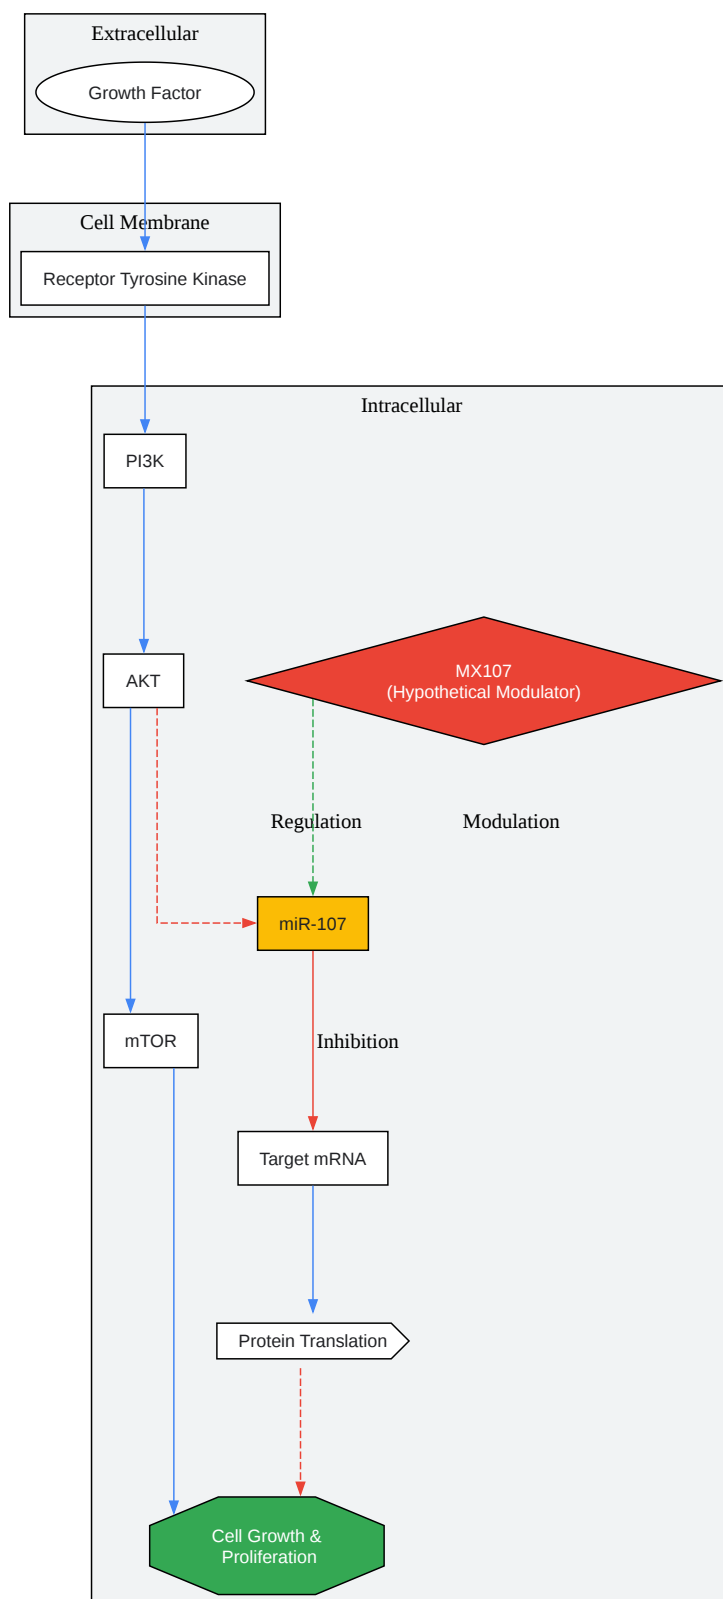 Extracellular
Growth Factor
Cell Membrane
Receptor Tyrosine Kinase
Intracellular
PI3K
AKT
MX107
(Hypothetical Modulator)
Regulation
Modulation
miR-107
mTOR
Inhibition
Target mRNA
Protein Translation
Cell Growth &
Proliferation